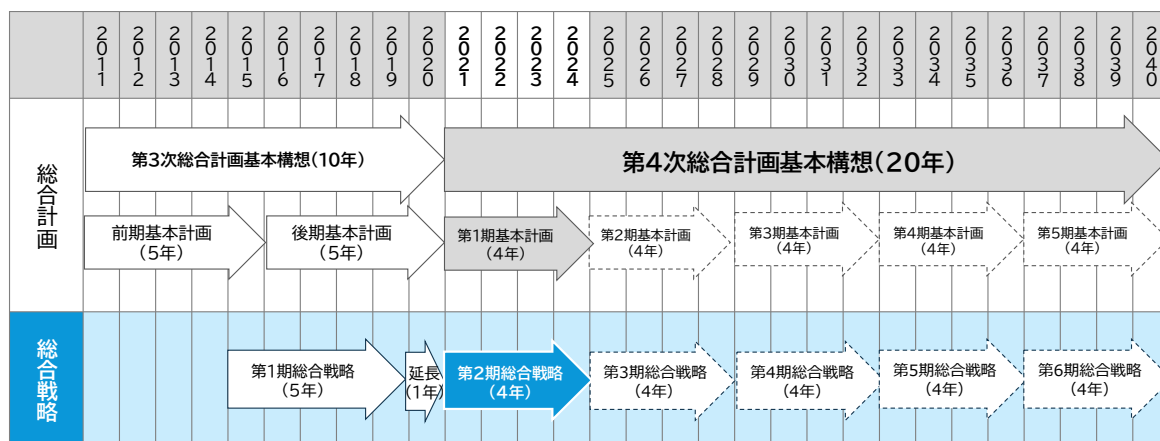 2011 2012 2013 2014 2015 2016 2017 2018 2019 2020 2021 2022 2023 2024 2025 2026 2027 2028 2029 2030 2031 2032 2033 2034 2035 2036 2037 2038 2039 2040
総合計画
第3次総合計画基本構想(10年)
第4次総合計画基本構想(20年)
前期基本計画
(5年)
後期基本計画
(5年)
第1期基本計画
(4年)
第2期基本計画
(4年)
第3期基本計画
(4年)
第4期基本計画
(4年)
第5期基本計画
(4年)
総合戦略
第1期総合戦略
(5年)
延長
(1年)
第2期総合戦略
(4年)
第3期総合戦略
(4年)
第4期総合戦略
(4年)
第5期総合戦略
(4年)
第6期総合戦略
(4年)